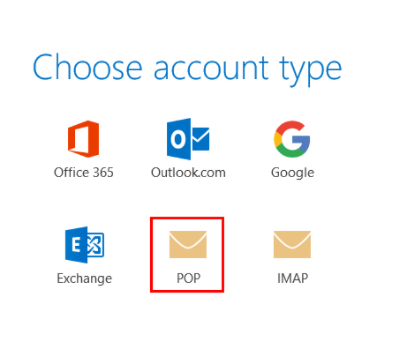 Choose account type
Office 365
Outlook.com
Google
Exchange
POP
IMAP